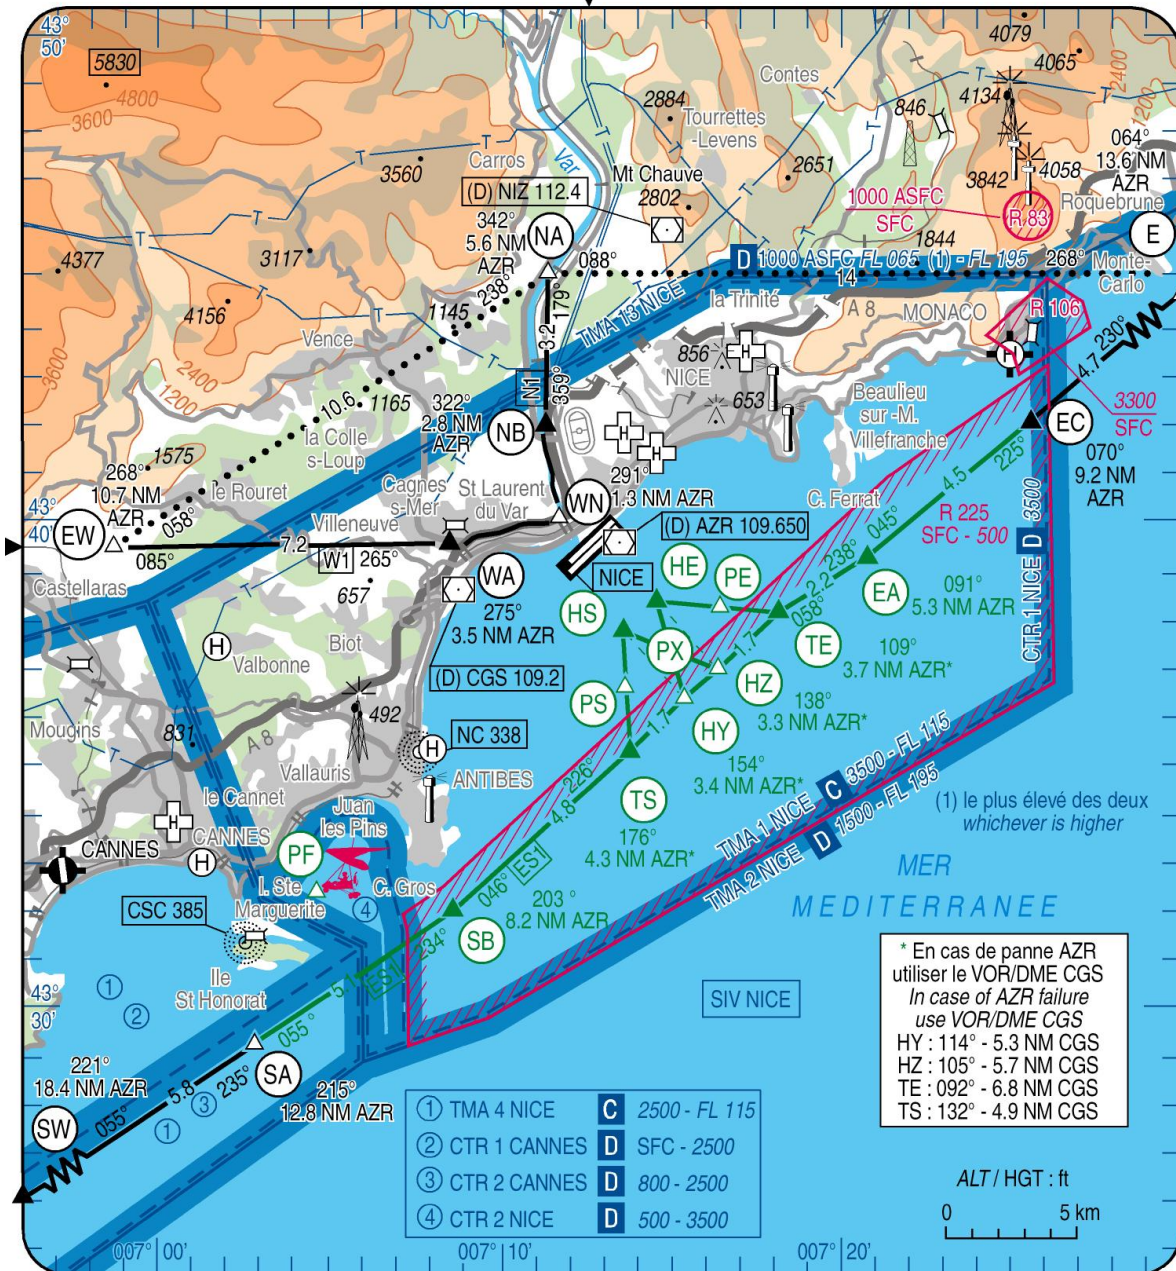 43°
50'
5830
4800
3600
4377
3560
3117
4156
3600
2400
1200
1145
Vence
Carros
Var
(D) NIZ 112.4
342°
5.6 NM
AZR
NA
088°
238°
179°
3.2
359°
N1
2884
Tourrettes
-Levens
Mt Chauve
2802
2651
Contes
846
4079
4065
2400
1200
4134
3842
4058
064°
13.6 NM
AZR
Roquebrune
1000 ASFC
SFC
R 83
1844
E
D 1000 ASFC FL 065 (1) - FL 195
14
268°
Monte-
Carlo
TMA 13 NICE
la Trinité
A 8
MONACO
R 106
H
4.7
230°
3300
SFC
EC
070°
9.2 NM
AZR
856
NICE
H
653
Beaulieu
sur -M.
Villefranche
C. Ferrat
10.6
1165
322°
2.8 NM
AZR
NB
la Colle
s-Loup
1575
268°
10.7 NM
AZR
058°
le Rouret
Cagnes
s-Mer
St Laurent
du Var
H
H
291°
1.3 NM AZR
WN
43°
40'
EW
085°
Villeneuve
7.2
W1
265°
657
Castellaras
WA
275°
3.5 NM AZR
(D) AZR 109.650
NICE
4.5
225°
045°
R 225
SFC - 500
CTR 1 NICE D 3500
HE
PE
2.2
238°
058°
EA
091°
5.3 NM AZR
HS
PX
1.7
TE
109°
3.7 NM AZR*
HZ
138°
3.3 NM AZR*
PS
1.7
HY
154°
3.4 NM AZR*
Biot
H
Valbonne
(D) CGS 109.2
Mougins
831
A 8
492
NC 338
H
ANTIBES
Vallauris
le Cannet
H
CANNES
H
CANNES
Juan
les Pins
PF
I. Ste
Marguerite
C. Gros
4
226°
4.8
TS
176°
4.3 NM AZR*
046°
ES1
203 °
8.2 NM AZR
SB
234°
TMA 1 NICE C 3500 - FL 115
TMA 2 NICE D 1500 - FL 195
(1) le plus élevé des deux
whichever is higher
MER
MEDITERRANEE
CSC 385
Ile
St Honorat
5.1
ES1
055°
43°
30'
1
2
SIV NICE
* En cas de panne AZR
utiliser le VOR/DME CGS
In case of AZR failure
use VOR/DME CGS
HY : 114° - 5.3 NM CGS
HZ : 105° - 5.7 NM CGS
TE : 092° - 6.8 NM CGS
TS : 132° - 4.9 NM CGS
221°
18.4 NM AZR
SW
055°
5.8
235°
3
1
SA
215°
12.8 NM AZR
1 TMA 4 NICE C 2500 - FL 115
2 CTR 1 CANNES D SFC - 2500
3 CTR 2 CANNES D 800 - 2500
4 CTR 2 NICE D 500 - 3500
ALT / HGT : ft
0 5 km
007° 00'
007° 10'
007° 20'